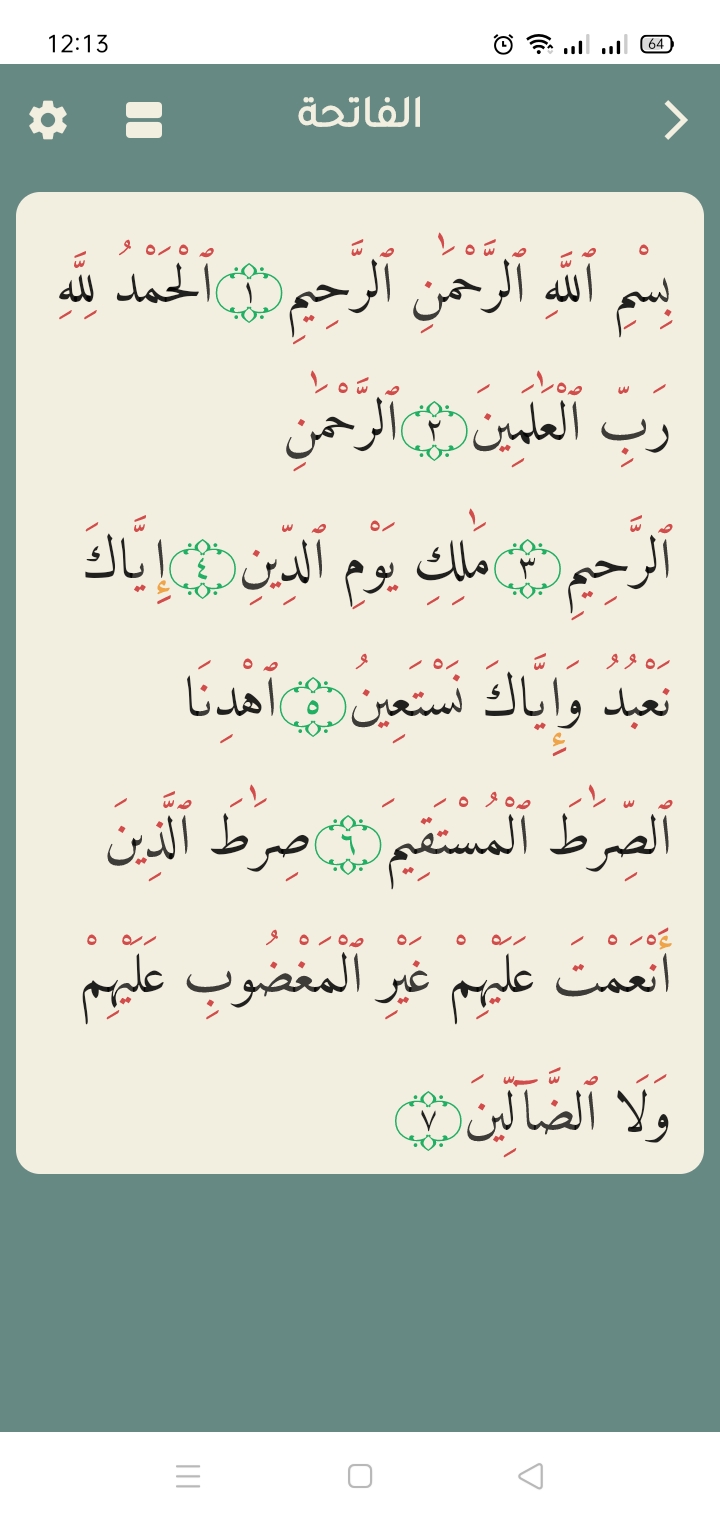 12:13
64
الفاتحة
بِسْمِ ٱللَّهِ ٱلرَّحْمَٰنِ ٱلرَّحِيمِ ١ ٱلْحَمْدُ لِلَّهِ
رَبِّ ٱلْعَٰلَمِينَ ٢ ٱلرَّحْمَٰنِ
ٱلرَّحِيمِ ٣ مَٰلِكِ يَوْمِ ٱلدِّينِ ٤ إِيَّاكَ
نَعْبُدُ وَإِيَّاكَ نَسْتَعِينُ ٥ ٱهْدِنَا
ٱلصِّرَٰطَ ٱلْمُسْتَقِيمَ ٦ صِرَٰطَ ٱلَّذِينَ
أَنْعَمْتَ عَلَيْهِمْ غَيْرِ ٱلْمَغْضُوبِ عَلَيْهِمْ
وَلَا ٱلضَّآلِّينَ ٧